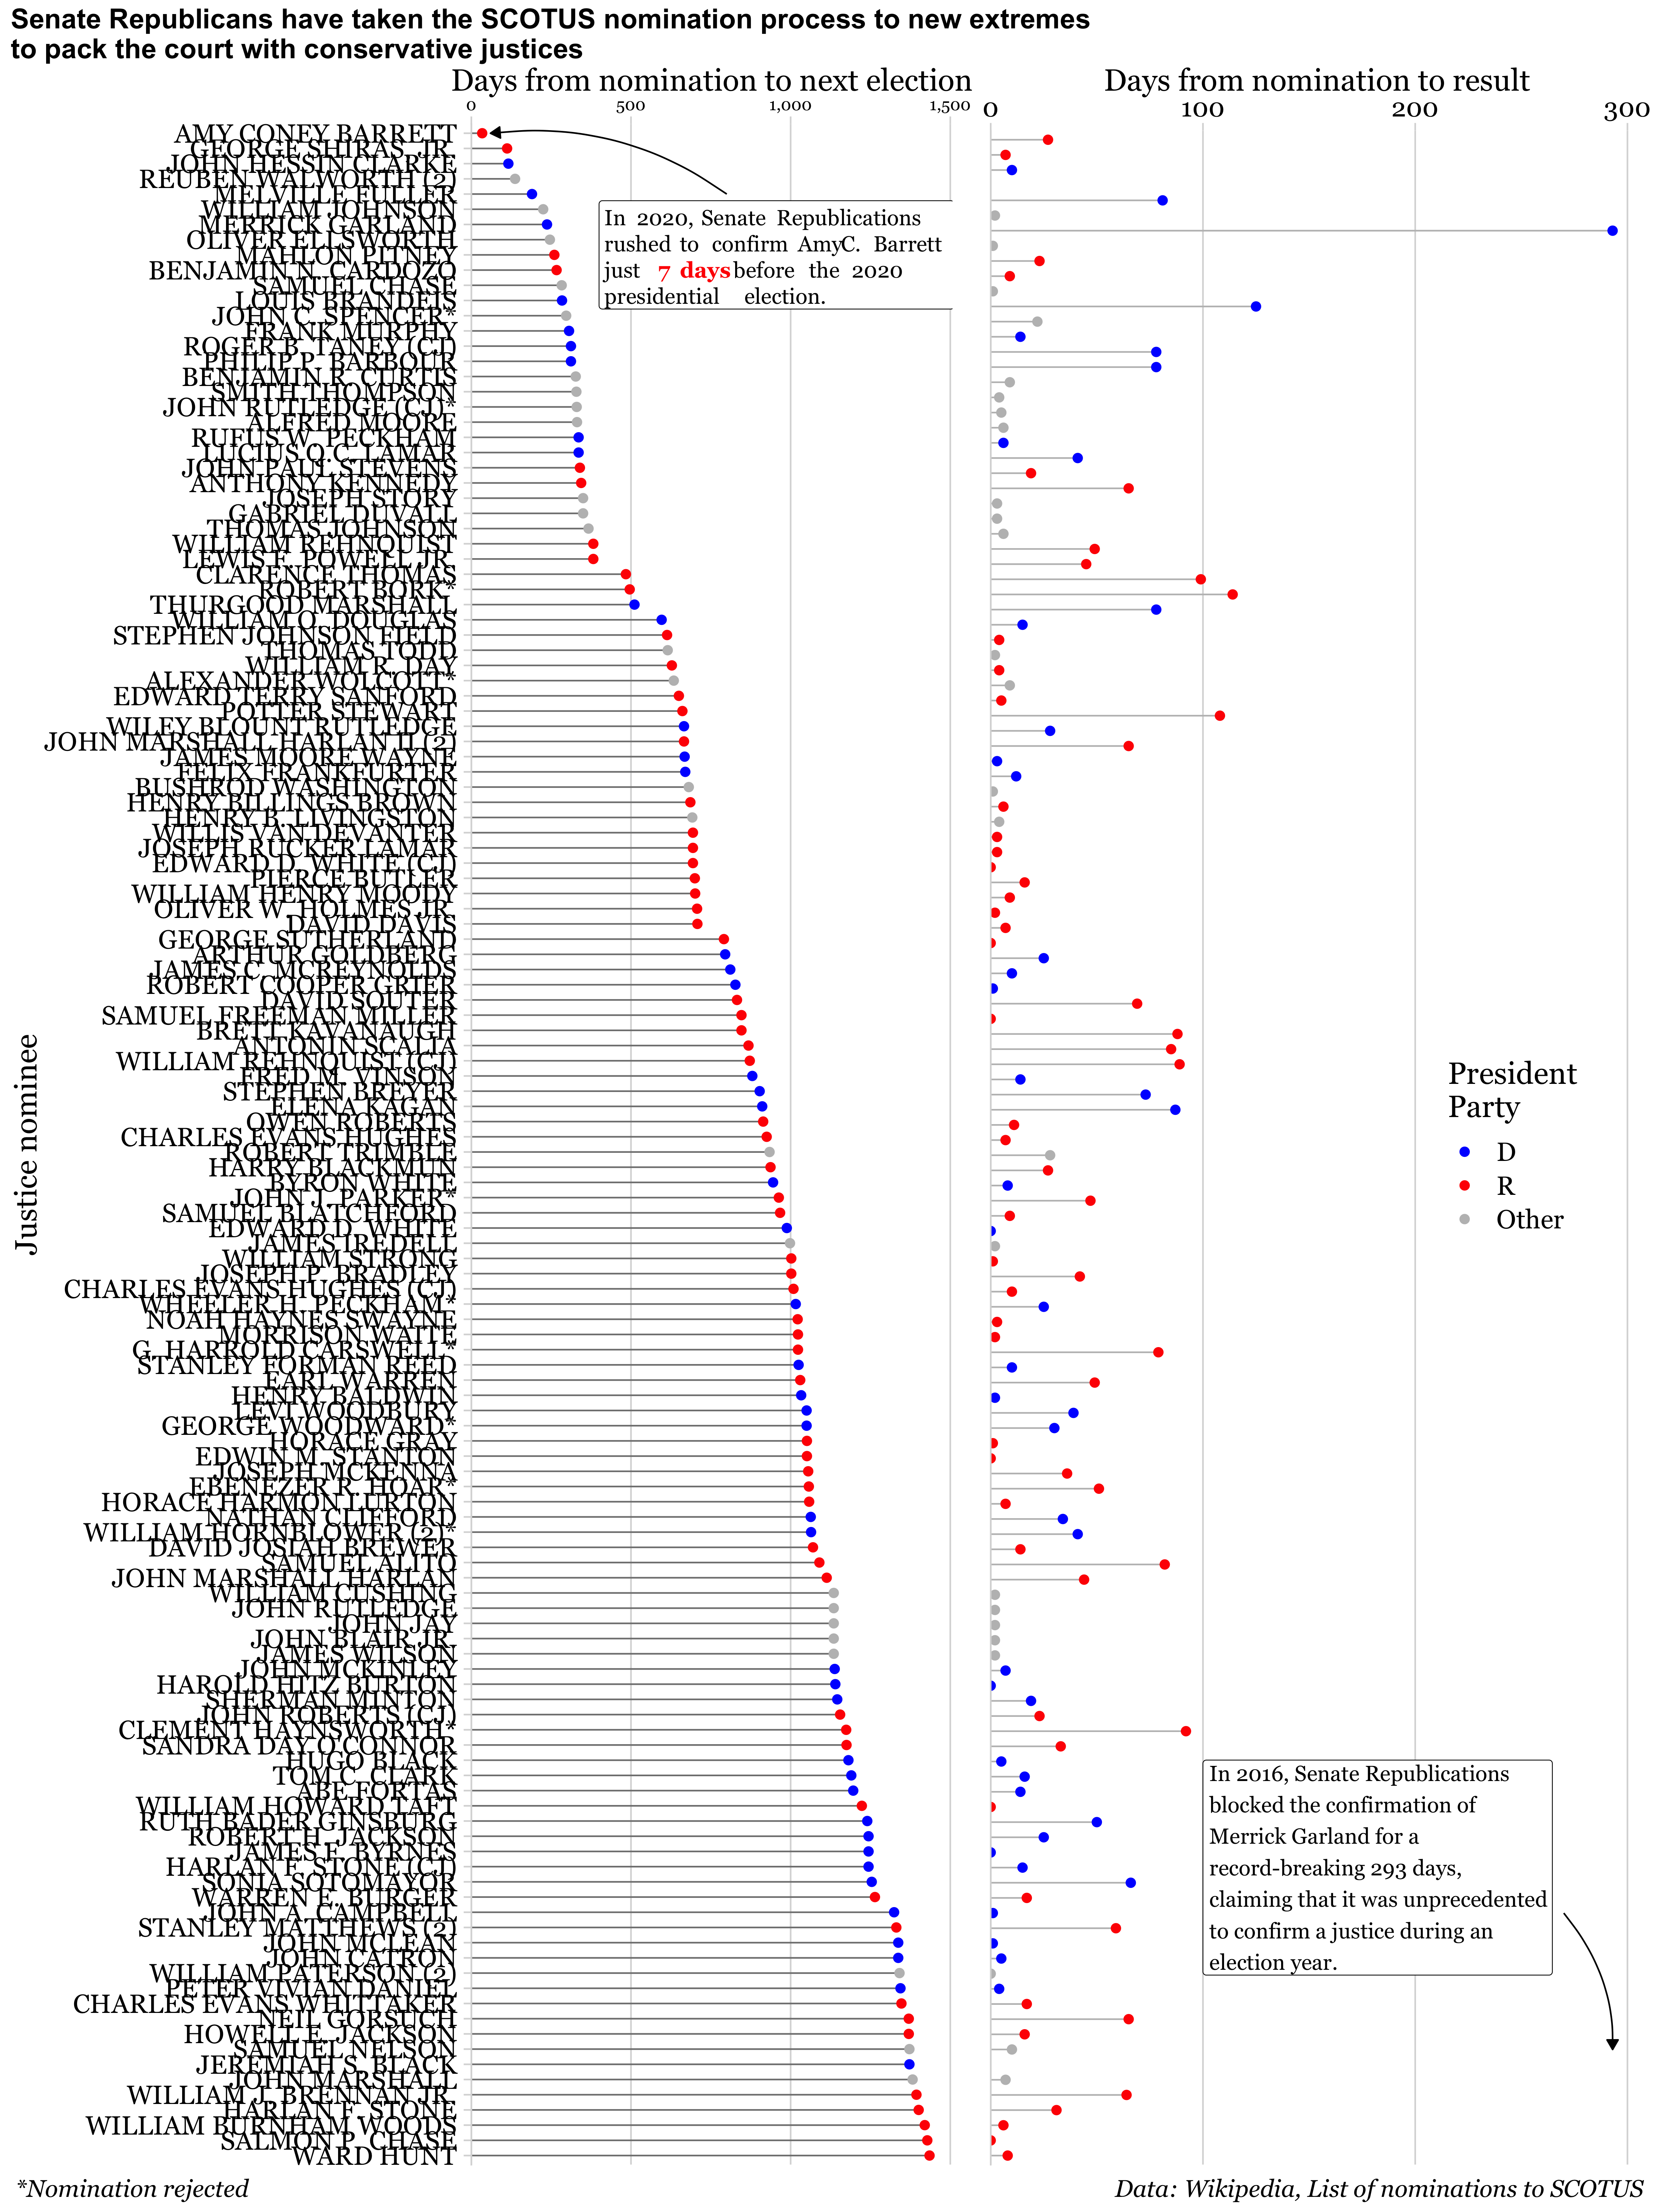 Senate Republicans have taken the SCOTUS nomination process to new extremes
to pack the court with conservative justices
Days from nomination to next election
Days from nomination to result
0 500 1,000 1,500
0 100 200 300
AMY CONEY BARRETT
GEORGE SHIRAS, JR.
JOHN HESSIN CLARKE
REUBEN WALWORTH (2)
MELVILLE FULLER
WILLIAM JOHNSON
MERRICK GARLAND
OLIVER ELLSWORTH
MAHLON PITNEY
BENJAMIN N. CARDOZO
SAMUEL CHASE
LOUIS BRANDEIS
JOHN C. SPENCER*
FRANK MURPHY
ROGER B. TANEY (CJ)
PHILIP P. BARBOUR
BENJAMIN R. CURTIS
SMITH THOMPSON
JOHN RUTLEDGE (CJ)*
ALFRED MOORE
RUFUS W. PECKHAM
LUCIUS Q.C. LAMAR
JOHN PAUL STEVENS
ANTHONY KENNEDY
JOSEPH STORY
GABRIEL DUVALL
THOMAS JOHNSON
WILLIAM REHNQUIST
LEWIS F. POWELL JR.
CLARENCE THOMAS
ROBERT BORK*
THURGOOD MARSHALL
WILLIAM O. DOUGLAS
STEPHEN JOHNSON FIELD
THOMAS TODD
WILLIAM R. DAY
ALEXANDER WOLCOTT*
EDWARD TERRY SANFORD
POTTER STEWART
WILEY BLOUNT RUTLEDGE
JOHN MARSHALL HARLAN II (2)
JAMES MOORE WAYNE
FELIX FRANKFURTER
BUSHROD WASHINGTON
HENRY BILLINGS BROWN
HENRY B. LIVINGSTON
WILLIS VAN DEVANTER
JOSEPH RUCKER LAMAR
EDWARD D. WHITE (CJ)
PIERCE BUTLER
WILLIAM HENRY MOODY
OLIVER W. HOLMES JR.
DAVID DAVIS
GEORGE SUTHERLAND
ARTHUR GOLDBERG
JAMES C. MCREYNOLDS
ROBERT COOPER GRIER
DAVID SOUTER
SAMUEL FREEMAN MILLER
BRETT KAVANAUGH
ANTONIN SCALIA
WILLIAM REHNQUIST (CJ)
FRED M. VINSON
STEPHEN BREYER
ELENA KAGAN
OWEN ROBERTS
CHARLES EVANS HUGHES
ROBERT TRIMBLE
HARRY BLACKMUN
BYRON WHITE
JOHN J. PARKER*
SAMUEL BLATCHFORD
EDWARD D. WHITE
JAMES IREDELL
WILLIAM STRONG
JOSEPH P. BRADLEY
CHARLES EVANS HUGHES (CJ)
WHEELER H. PECKHAM*
NOAH HAYNES SWAYNE
MORRISON WAITE
G. HARROLD CARSWELL*
STANLEY FORMAN REED
EARL WARREN
HENRY BALDWIN
LEVI WOODBURY
GEORGE WOODWARD*
HORACE GRAY
EDWIN M. STANTON
JOSEPH MCKENNA
EBENEZER R. HOAR*
HORACE HARMON LURTON
NATHAN CLIFFORD
WILLIAM HORNBLOWER (2)*
DAVID JOSIAH BREWER
SAMUEL ALITO
JOHN MARSHALL HARLAN
WILLIAM CUSHING
JOHN RUTLEDGE
JOHN JAY
JOHN BLAIR JR.
JAMES WILSON
JOHN MCKINLEY
HAROLD HITZ BURTON
SHERMAN MINTON
JOHN ROBERTS (CJ)
CLEMENT HAYNSWORTH*
SANDRA DAY O'CONNOR
HUGO BLACK
TOM C. CLARK
ABE FORTAS
WILLIAM HOWARD TAFT
RUTH BADER GINSBURG
ROBERT H. JACKSON
JAMES F. BYRNES
HARLAN F. STONE (CJ)
SONIA SOTOMAYOR
WARREN E. BURGER
JOHN A. CAMPBELL
STANLEY MATTHEWS (2)
JOHN MCLEAN
JOHN CATRON
WILLIAM PATERSON (2)
PETER VIVIAN DANIEL
CHARLES EVANS WHITTAKER
NEIL GORSUCH
HOWELL E. JACKSON
SAMUEL NELSON
JEREMIAH S. BLACK
JOHN MARSHALL
WILLIAM J. BRENNAN JR.
HARLAN F. STONE
WILLIAM BURNHAM WOODS
SALMON P. CHASE
WARD HUNT
Justice nominee
In 2020, Senate Republications
rushed to confirm AmyC. Barrett
just 7 days before the 2020
presidential election.
President
Party
D
R
Other
In 2016, Senate Republications
blocked the confirmation of
Merrick Garland for a
record-breaking 293 days,
claiming that it was unprecedented
to confirm a justice during an
election year.
*Nomination rejected
Data: Wikipedia, List of nominations to SCOTUS